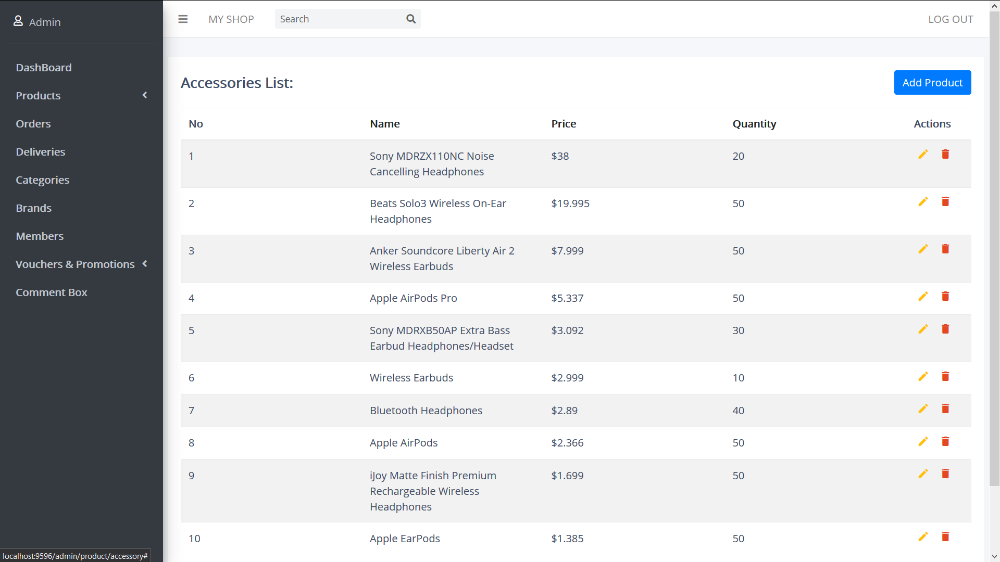 Admin
DashBoard
Products
Orders
Deliveries
Categories
Brands
Members
Vouchers & Promotions
Comment Box
MY SHOP
Search
LOG OUT
Accessories List:
Add Product
No Name Price Quantity Actions
1 Sony MDRZX110NC Noise $38 20
Cancelling Headphones
2 Beats Solo3 Wireless On-Ear $19.995 50
Headphones
3 Anker Soundcore Liberty Air 2 $7.999 50
Wireless Earbuds
4 Apple AirPods Pro $5.337 50
5 Sony MDRXB50AP Extra Bass $3.092 30
Earbud Headphones/Headset
6 Wireless Earbuds $2.999 10
7 Bluetooth Headphones $2.89 40
8 Apple AirPods $2.366 50
9 iJoy Matte Finish Premium $1.699 50
Rechargeable Wireless
Headphones
10 Apple EarPods $1.385 50
localhost:9596/admin/product/accessory#